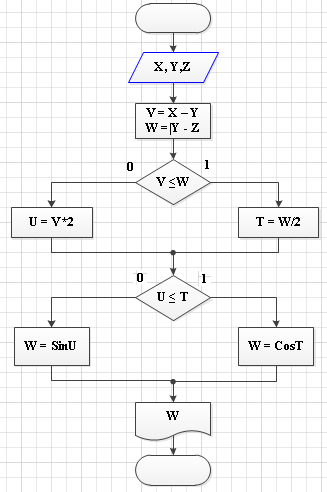 X, Y,Z
V = X – Y
W =|Y - Z
0
1
V ≤W
U = V*2
T = W/2
0
1
U ≤ T
W = SinU
W = CosT
W